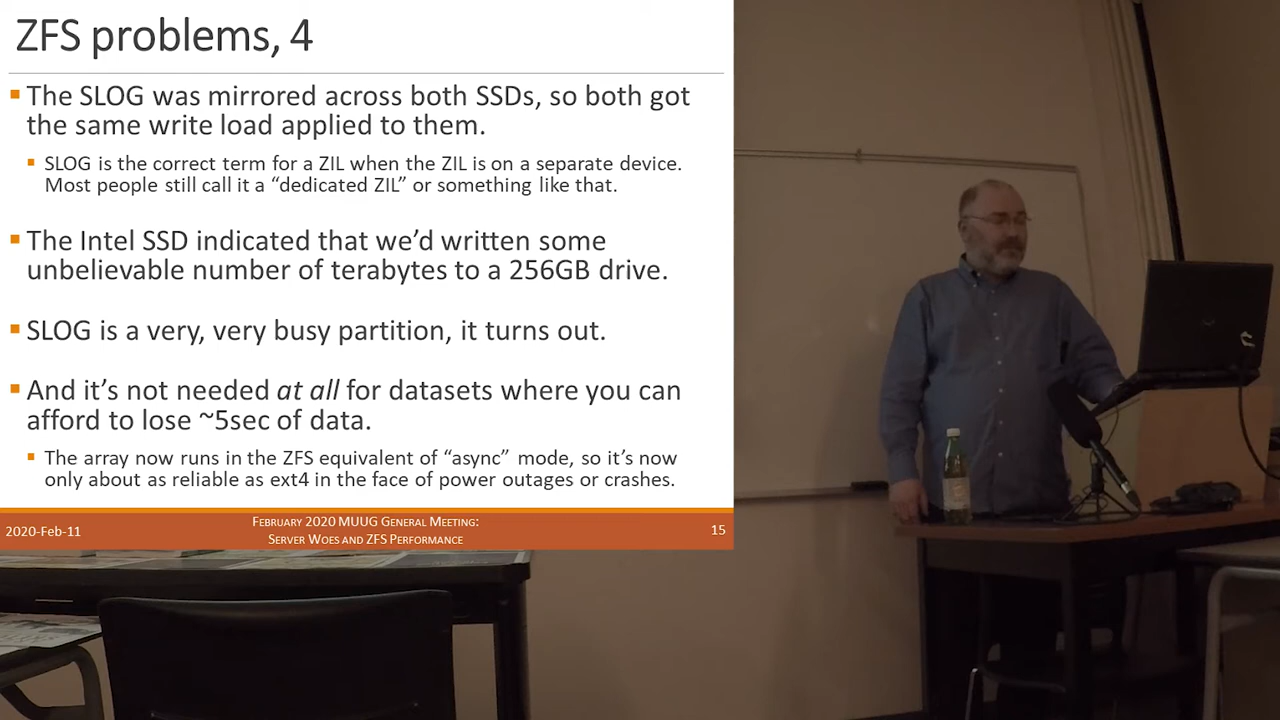 ZFS problems, 4
The SLOG was mirrored across both SSDs, so both got
the same write load applied to them.
SLOG is the correct term for a ZIL when the ZIL is on a separate device.
Most people still call it a “dedicated ZIL” or something like that.
The Intel SSD indicated that we’d written some
unbelievable number of terabytes to a 256GB drive.
SLOG is a very, very busy partition, it turns out.
And it’s not needed at all for datasets where you can
afford to lose ~5sec of data.
The array now runs in the ZFS equivalent of “async” mode, so it’s now
only about as reliable as ext4 in the face of power outages or crashes.
2020-Feb-11
February 2020 MUUG General Meeting:
Server Woes and ZFS Performance
15